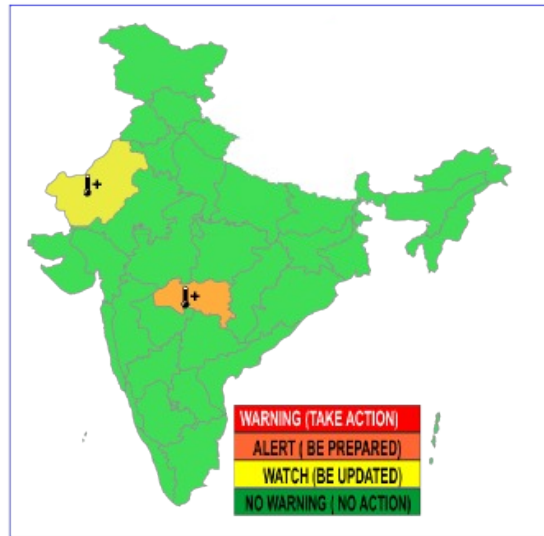 WARNING (TAKE ACTION)
ALERT ( BE PREPARED)
WATCH (BE UPDATED)
NO WARNING ( NO ACTION)